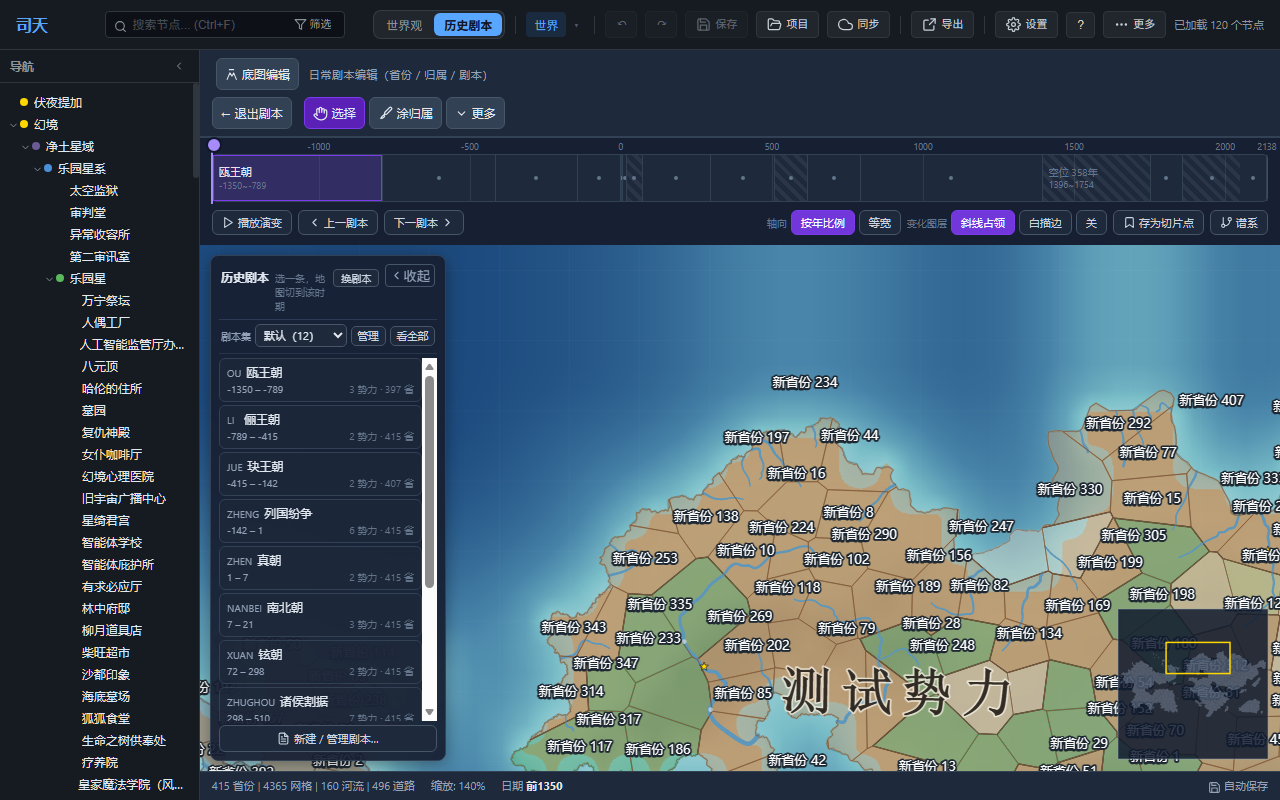 司天
搜索节点... (Ctrl+F)
筛选
世界观
历史剧本
世界
保存
项目
同步
导出
设置
?
更多
已加载 120 个节点
导航
伏夜提加
幻境
净土星域
乐园星系
太空监狱
审判堂
异常收容所
第二审讯室
乐园星
万宁祭坛
人偶工厂
人工智能监管厅办...
八元顶
哈伦的住所
墓园
复仇神殿
女仆咖啡厅
幻境心理医院
旧宇宙广播中心
星绮君宫
智能体学校
智能体庇护所
有求必应厅
林中府邸
柳月道具店
柴旺超市
沙都印象
海底墓场
狐狐食堂
生命之树供奉处
疗养院
皇家魔法学院（风...
底图编辑
日常剧本编辑（首份 / 归属 / 剧本）
← 退出剧本
选择
涂归属
更多
-1000
-500
0
500
1000
1500
2000
2138
瓯王朝
-1350~-789
空位 358年
1396~1754
播放演变
上一剧本
下一剧本
轴向
按年比例
等宽
变化图层
斜线占领
白描边
关
存为切片点
谱系
历史剧本
选一条，地图切到该时期
换剧本
收起
剧本集
默认（12）
管理
看全部
OU 瓯王朝
-1350 – -789
3 势力 · 397 省
LI 俪王朝
-789 – -415
2 势力 · 415 省
JUE 玦王朝
-415 – -142
2 势力 · 407 省
ZHENG 列国纷争
-142 – 1
6 势力 · 415 省
ZHEN 真朝
1 – 7
2 势力 · 415 省
NANBEI 南北朝
7 – 21
3 势力 · 415 省
XUAN 铉朝
72 – 298
2 势力 · 415 省
ZHUGHOU 诸侯割据
298 – 510
7 势力 · 415 省
新建 / 管理剧本...
新省份 234
新省份 407
新省份 292
新省份 197
新省份 44
新省份 77
新省份 16
新省份 330
新省份 15
新省份 138
新省份 8
新省份 224
新省份 247
新省份 290
新省份 305
新省份 10
新省份 253
新省份 102
新省份 156
新省份 199
新省份 118
新省份 189
新省份 82
新省份 198
新省份 335
新省份 169
新省份 269
新省份 343
新省份 79
新省份 28
新省份 134
新省份 233
新省份 202
新省份 248
新省份 347
测试势力
新省份 314
新省份 85
新省份 317
新省份 117
新省份 186
新省份 29
新省份 42
新省份 13
新省份 70
415 省份 | 4365 网格 | 160 河流 | 496 道路
缩放: 140%
日期 前1350
自动保存